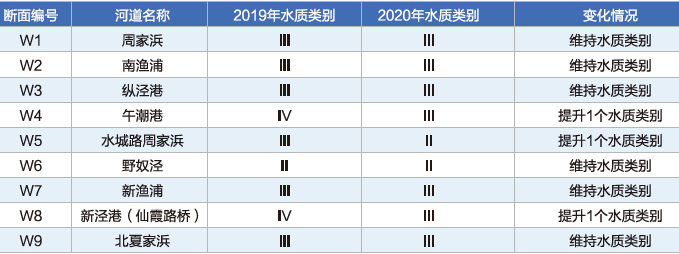 断面编号 河道名称 2019年水质类别 2020年水质类别 变化情况
W1 周家浜 Ⅲ Ⅲ 维持水质类别
W2 南渔浦 Ⅲ Ⅲ 维持水质类别
W3 纵泾港 Ⅲ Ⅲ 维持水质类别
W4 午潮港 Ⅳ Ⅲ 提升1个水质类别
W5 水城路周家浜 Ⅲ Ⅱ 提升1个水质类别
W6 野奴泾 Ⅱ Ⅱ 维持水质类别
W7 新渔浦 Ⅲ Ⅲ 维持水质类别
W8 新泾港（仙霞路桥） Ⅳ Ⅲ 提升1个水质类别
W9 北夏家浜 Ⅲ Ⅲ 维持水质类别